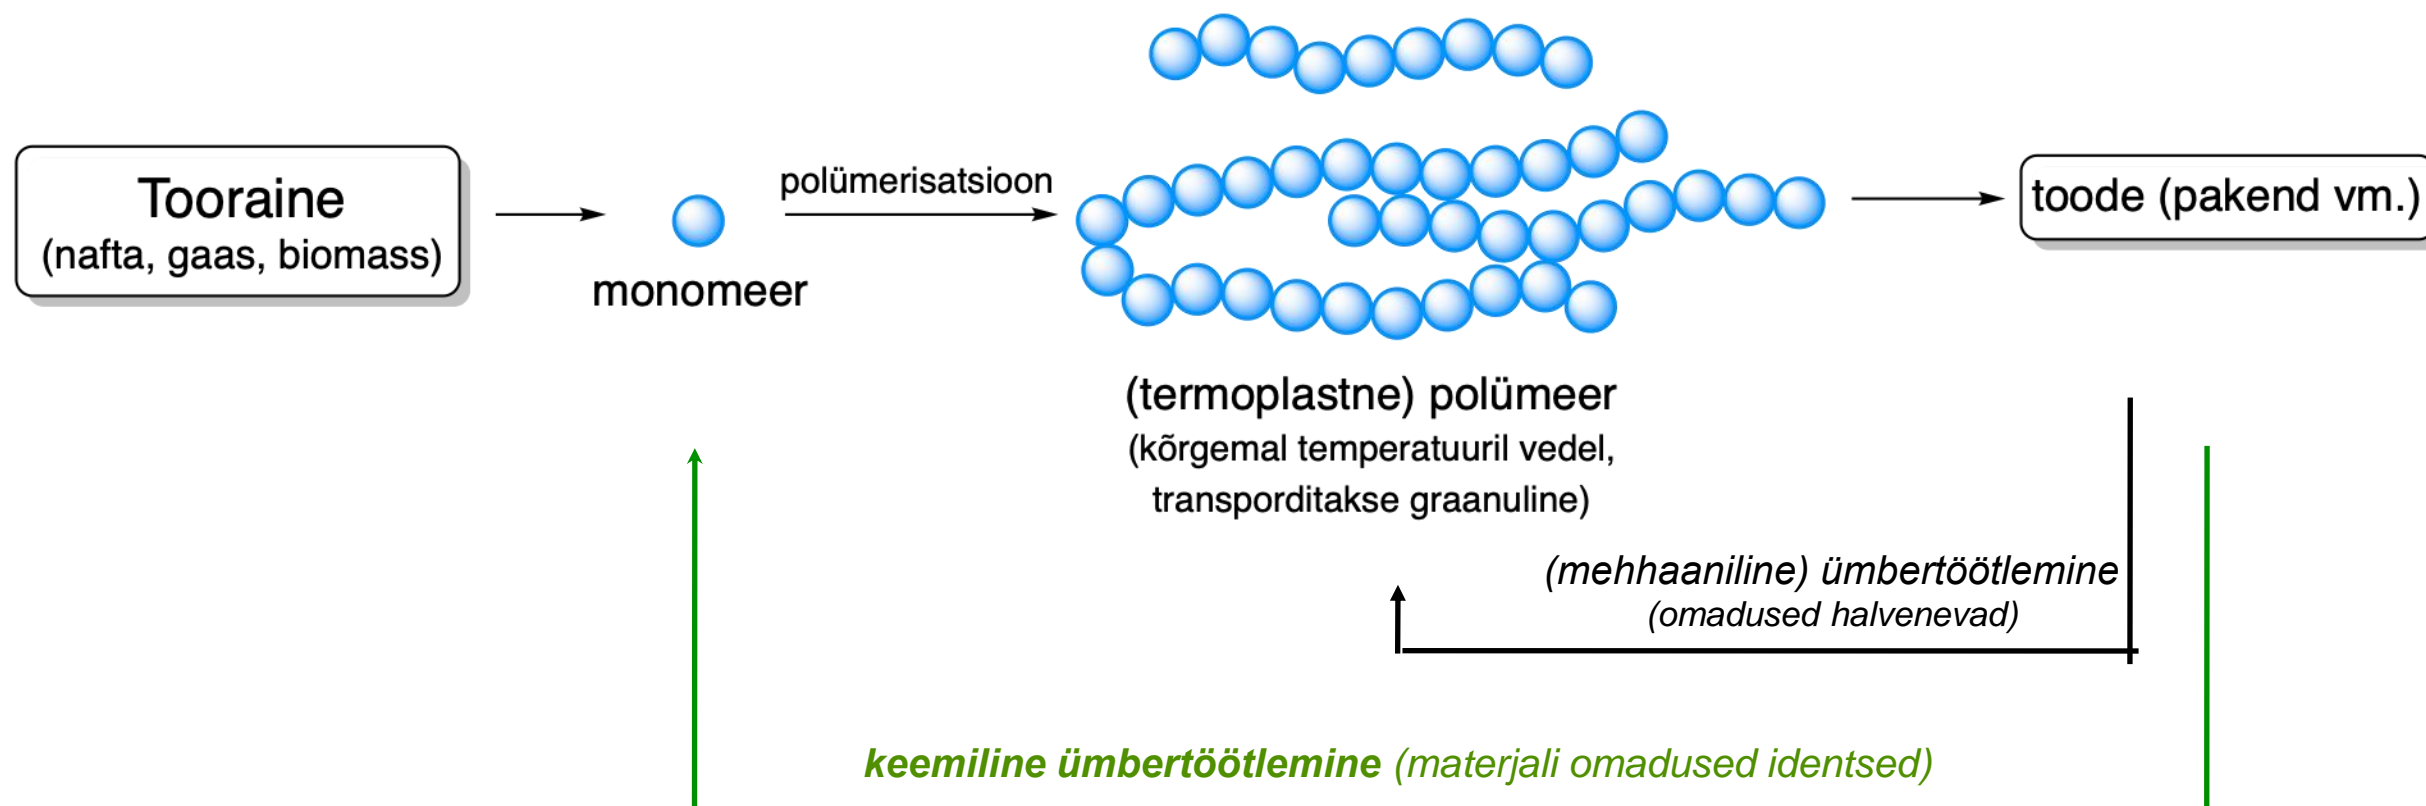 Tooraine
(nafta, gaas, biomass)
monomeer
polümerisatsioon
(termoplastne) polümeer
(kõrgemal temperatuuril vedel,
transporditakse graanuline)
toode (pakend vm.)
(mehhaaniline) ümbertöötlemine
(omadused halvenevad)
keemiline ümbertöötlemine (materjali omadused identsed)